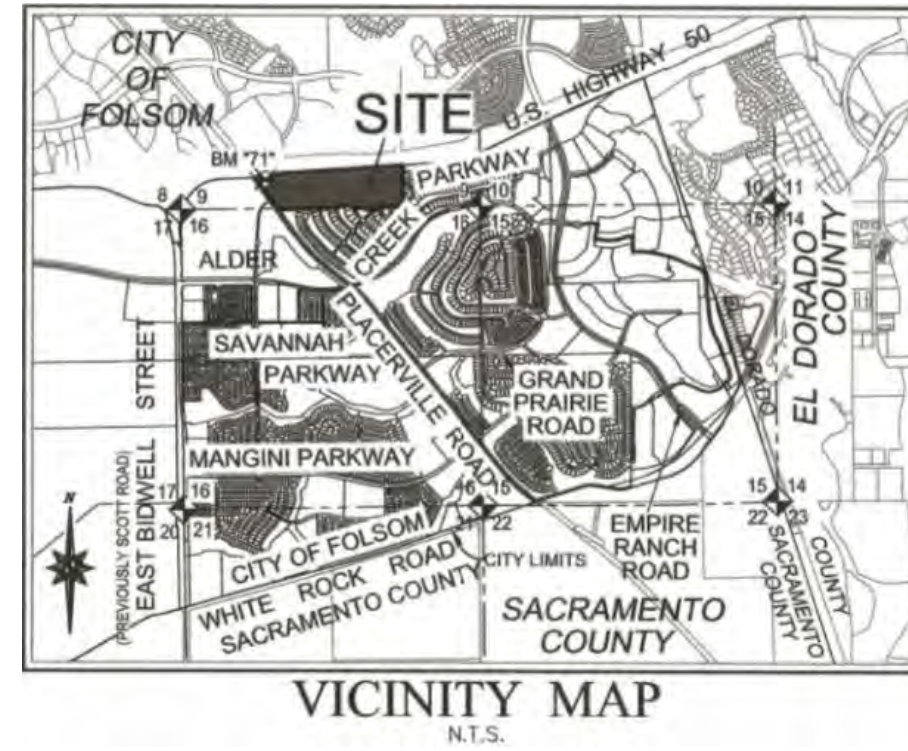 CITY
OF
FOLSOM
SITE
U.S. HIGHWAY 50
BM "71"
PARKWAY
8 9
17 16
9 10
16 15
10 11
15 14
CREEK
ALDER
PLACERVILLE ROAD
EL DORADO
COUNTY
SAVANNAH
PARKWAY
STREET
GRAND
PRAIRIE
ROAD
DORADO
MANGINI PARKWAY
17 16
20 21
16 15
21 22
15 14
22 23
N
(PREVIOUSLY SCOTT ROAD)
EAST BIDWELL
CITY OF FOLSOM
WHITE ROCK ROAD
SACRAMENTO COUNTY
CITY LIMITS
EMPIRE
RANCH
ROAD
SACRAMENTO
COUNTY
SACRAMENTO
COUNTY
COUNTY
VICINITY MAP
N.T.S.